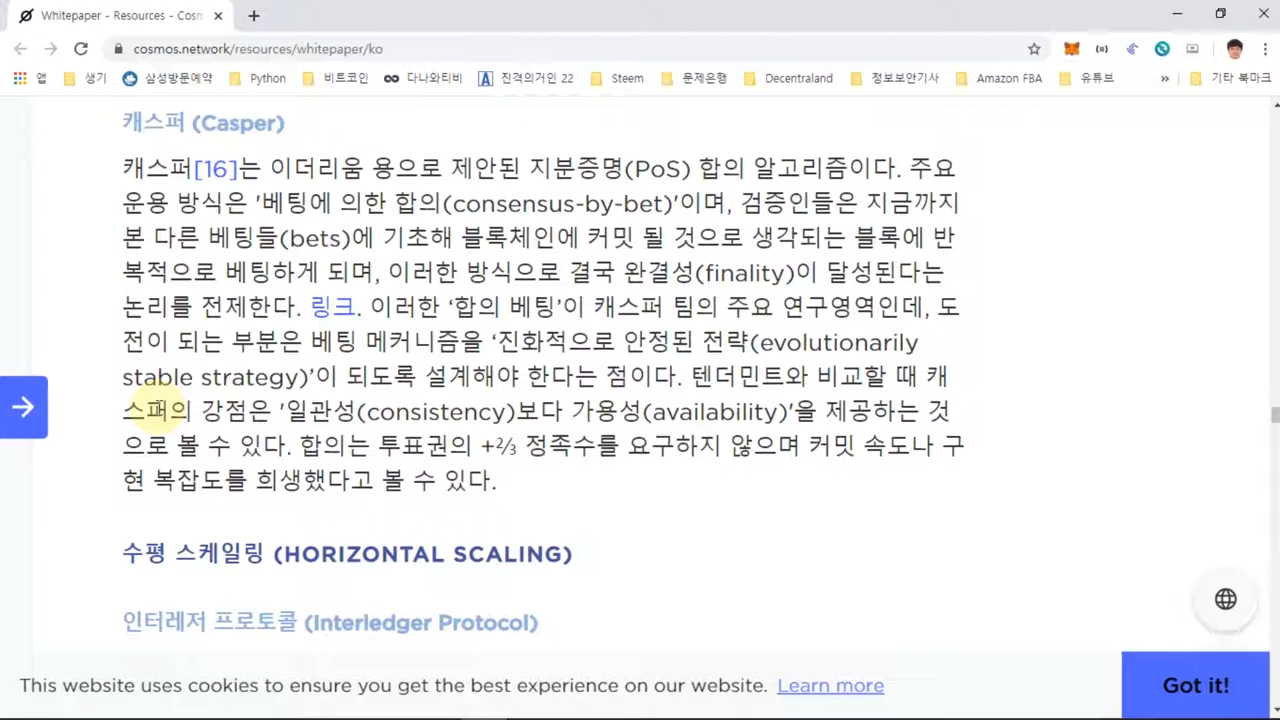 Whitepaper - Resources - Cosm
cosmos.network/resources/whitepaper/ko
앱
생기
삼성방문예약
Python
비트코인
다나와티비
진격의거인 22
Steem
문제은행
Decentraland
정보보안기사
Amazon FBA
유튜브
»
기타 북마크
캐스퍼 (Casper)
캐스퍼[16]는 이더리움 용으로 제안된 지분증명(PoS) 합의 알고리즘이다. 주요
운용 방식은 '베팅에 의한 합의(consensus-by-bet)'이며, 검증인들은 지금까지
본 다른 베팅들(bets)에 기초해 블록체인에 커밋 될 것으로 생각되는 블록에 반
복적으로 베팅하게 되며, 이러한 방식으로 결국 완결성(finality)이 달성된다는
논리를 전제한다. 링크. 이러한 ‘합의 베팅’이 캐스퍼 팀의 주요 연구영역인데, 도
전이 되는 부분은 베팅 메커니즘을 ‘진화적으로 안정된 전략(evolutionarily
stable strategy)’이 되도록 설계해야 한다는 점이다. 텐더민트와 비교할 때 캐
스퍼의 강점은 '일관성(consistency)보다 가용성(availability)'을 제공하는 것
으로 볼 수 있다. 합의는 투표권의 +⅔ 정족수를 요구하지 않으며 커밋 속도나 구
현 복잡도를 희생했다고 볼 수 있다.
수평 스케일링 (HORIZONTAL SCALING)
인터레저 프로토콜 (Interledger Protocol)
This website uses cookies to ensure you get the best experience on our website. Learn more
Got it!